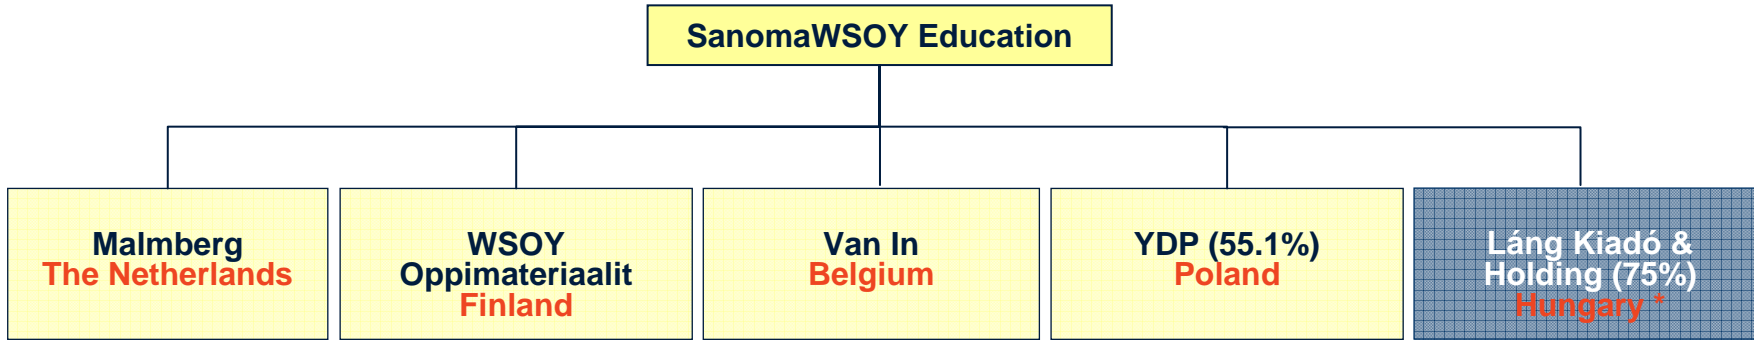 SanomaWSOY Education
Malmberg
The Netherlands
WSOY
Oppimateriaalit
Finland
Van In
Belgium
YDP (55.1%)
Poland
Láng Kiadó &
Holding (75%)
Hungary *